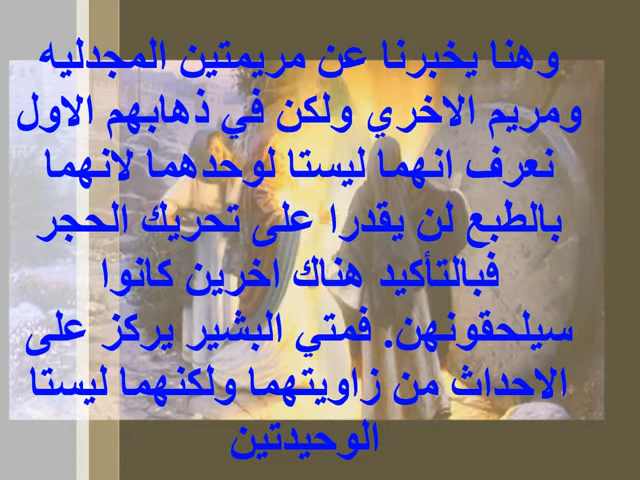 وهنا يخبرنا عن مريمتين المجدليه
ومريم الاخري ولكن في ذهابهم الاول
نعرف انهما ليستا لوحدهما لانهما
بالطبع لن يقدرا على تحريك الحجر
فبالتأكيد هناك اخرين كانوا
سيلحقونهن. فمتي البشير يركز على
الاحداث من زاويتهما ولكنهما ليستا
الوحيدتين